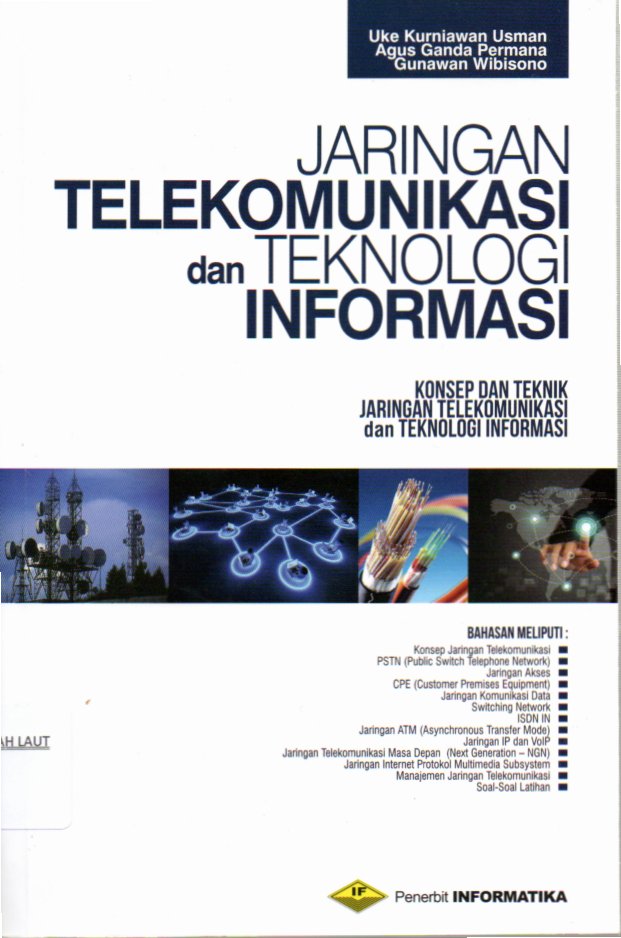 Uke Kurniawan Usman
Agus Ganda Permana
Gunawan Wibisono
JARINGAN
TELEKOMUNIKASI
dan TEKNOLOGI
INFORMASI
KONSEP DAN TEKNIK
JARINGAN TELEKOMUNIKASI
dan TEKNOLOGI INFORMASI
BAHASAN MELIPUTI :
Konsep Jaringan Telekomunikasi
PSTN (Public Switch Telephone Network)
Jaringan Akses
CPE (Customer Premises Equipment)
Jaringan Komunikasi Data
Switching Network
ISDN IN
Jaringan ATM (Asynchronous Transfer Mode)
Jaringan IP dan VoIP
Jaringan Telekomunikasi Masa Depan (Next Generation – NGN)
Jaringan Internet Protokol Multimedia Subsystem
Manajemen Jaringan Telekomunikasi
Soal-Soal Latihan
AH LAUT
IF
Penerbit INFORMATIKA